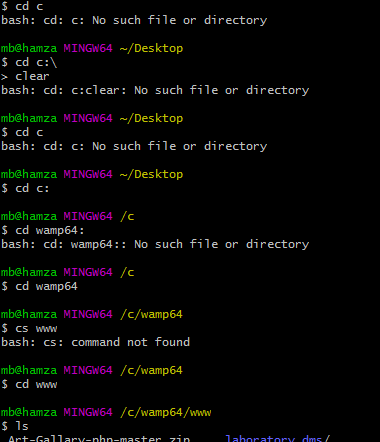 $ cd c
bash: cd: c: No such file or directory
mb@hamza MINGW64 ~/Desktop
$ cd c:\
> clear
bash: cd: c:clear: No such file or directory
mb@hamza MINGW64 ~/Desktop
$ cd c
bash: cd: c: No such file or directory
mb@hamza MINGW64 ~/Desktop
$ cd c:
mb@hamza MINGW64 /c
$ cd wamp64:
bash: cd: wamp64:: No such file or directory
mb@hamza MINGW64 /c
$ cd wamp64
mb@hamza MINGW64 /c/wamp64
$ cs www
bash: cs: command not found
mb@hamza MINGW64 /c/wamp64
$ cd www
mb@hamza MINGW64 /c/wamp64/www
$ ls
Art-Gallary-php-master.zip laboratory_dms/